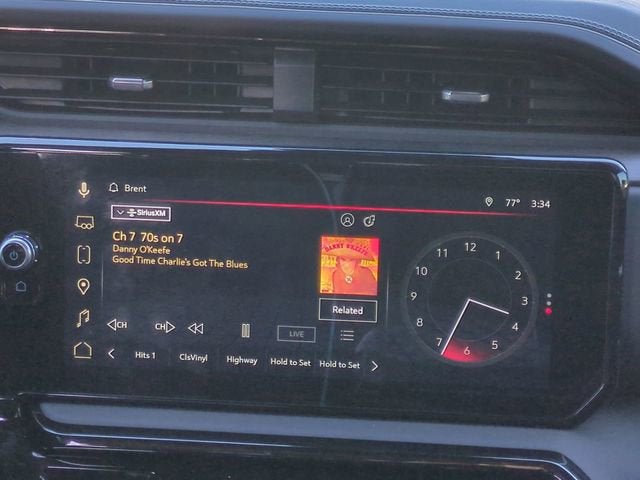 Brent
77° 3:34
SiriusXM
Ch 7 70s on 7
Danny O'Keefe
Good Time Charlie's Got The Blues
DANNY O'KEEFE
Related
CH CH LIVE
Hits 1 ClsVinyl Highway Hold to Set Hold to Set
12
11 1
10 2
9 3
8 4
7 5
6